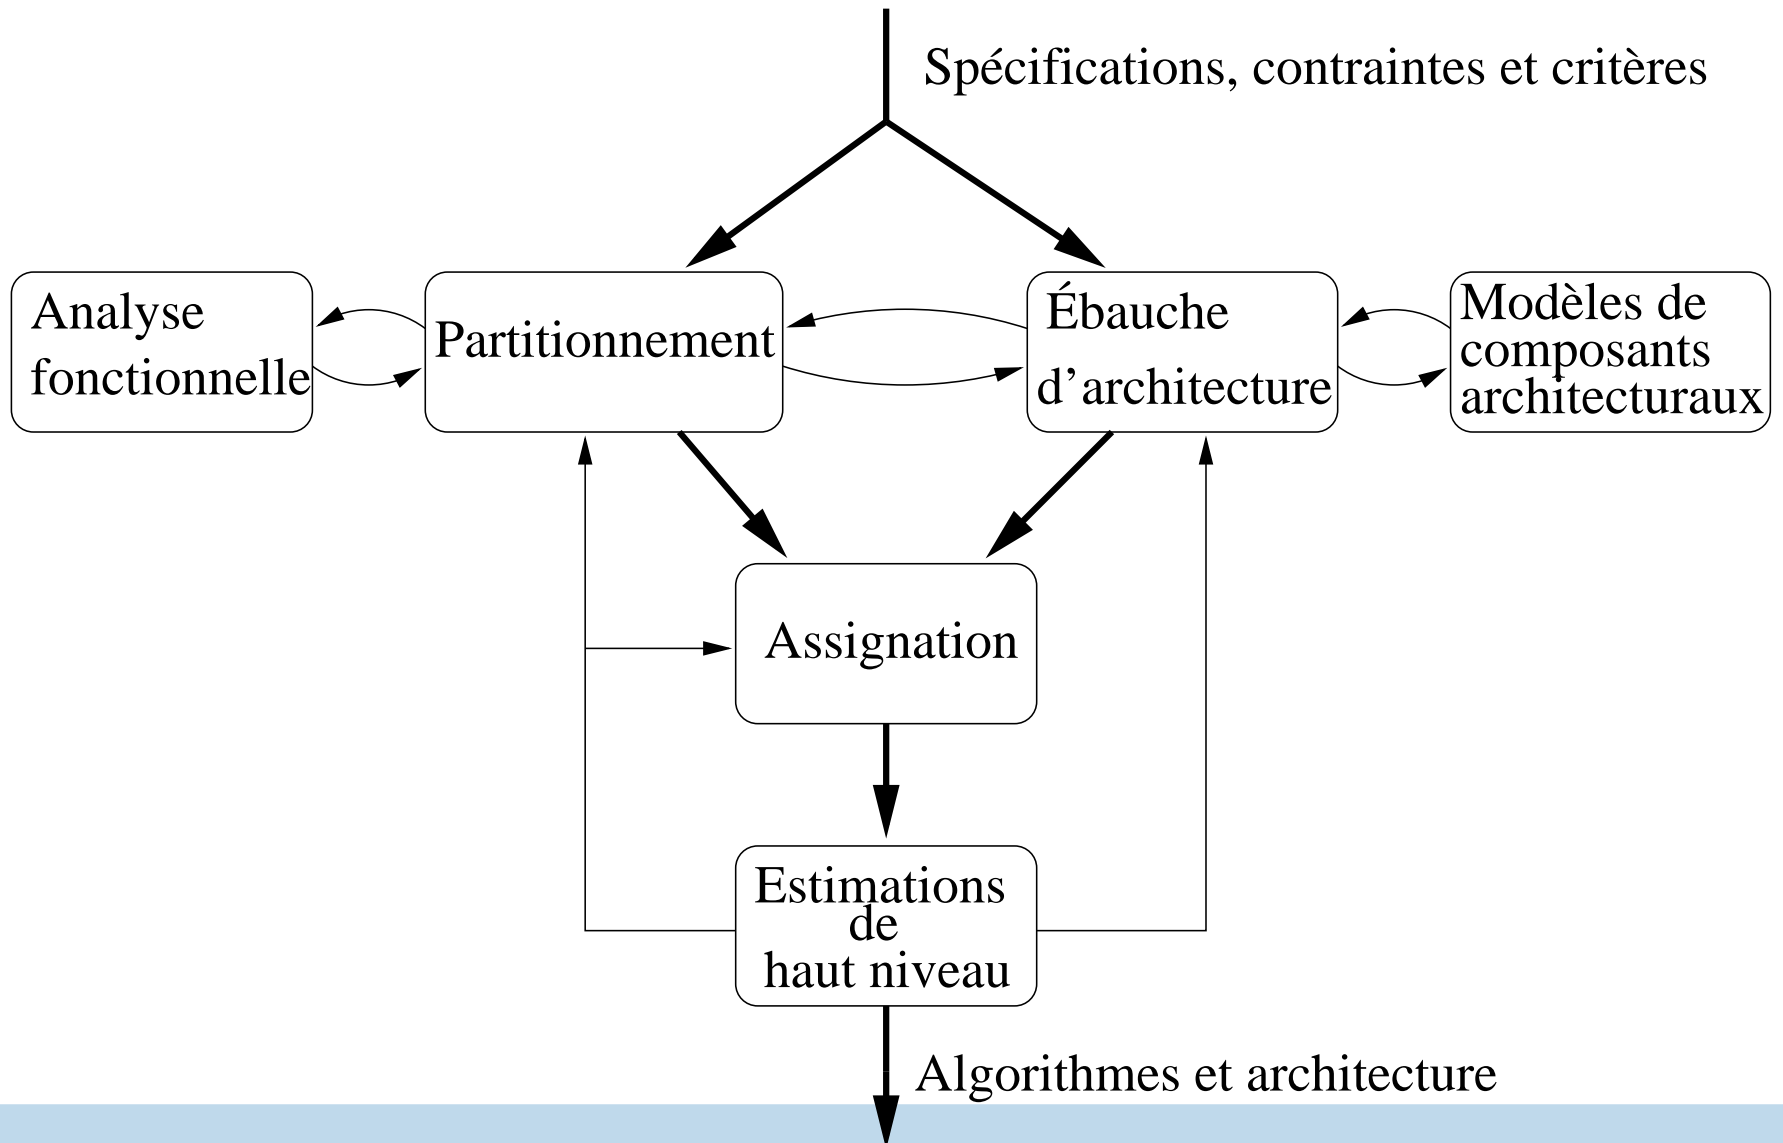 Spécifications, contraintes et critères
Analyse
fonctionnelle
Partitionnement
Ébauche
d’architecture
Modèles de
composants
architecturaux
Assignation
Estimations
de
haut niveau
Algorithmes et architecture